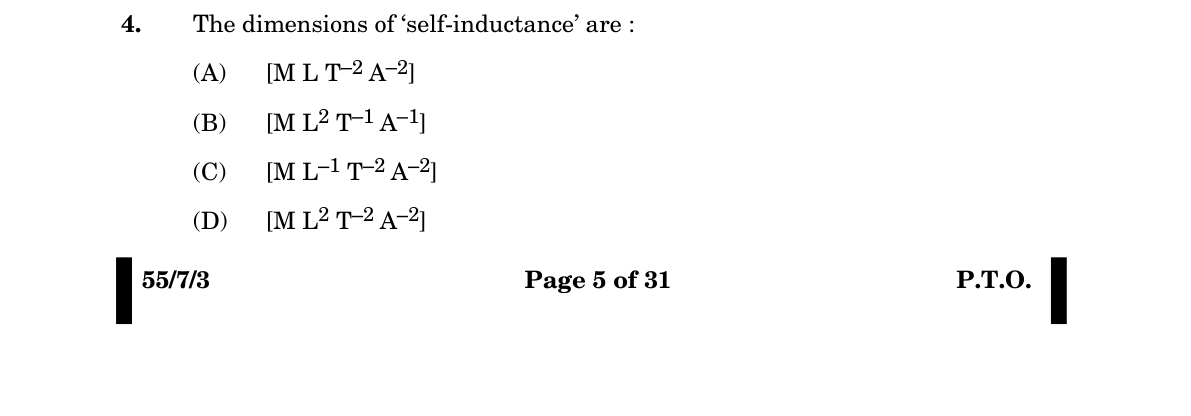 4. The dimensions of ‘self-inductance’ are :
(A) [M L T–2 A–2]
(B) [M L2 T–1 A–1]
(C) [M L–1 T–2 A–2]
(D) [M L2 T–2 A–2]
55/7/3 Page 5 of 31 P.T.O.